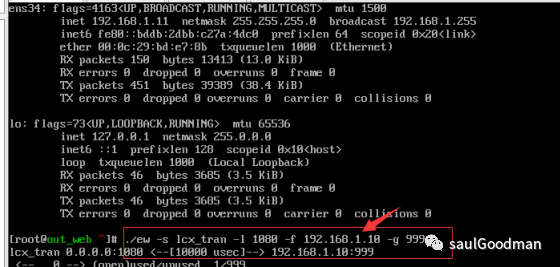 ens34: flags=4163<UP,BROADCAST,RUNNING,MULTICAST>  mtu 1500
inet 192.168.1.11  netmask 255.255.255.0  broadcast 192.168.1.255
inet6 fe80::bddb:2dbb:c27a:4dc0  prefixlen 64  scopeid 0x20<link>
ether 00:0c:29:bd:e7:8b  txqueuelen 1000  (Ethernet)
RX packets 150  bytes 13413 (13.0 KiB)
RX errors 0  dropped 0  overruns 0  frame 0
TX packets 451  bytes 39389 (38.4 KiB)
TX errors 0  dropped 0 overruns 0  carrier 0  collisions 0
lo: flags=73<UP,LOOPBACK,RUNNING>  mtu 65536
inet 127.0.0.1  netmask 255.0.0.0
inet6 ::1  prefixlen 128  scopeid 0x10<host>
loop  txqueuelen 1000  (Local Loopback)
RX packets 46  bytes 3685 (3.5 KiB)
RX errors 0  dropped 0  overruns 0  frame 0
TX packets 46  bytes 3685 (3.5 KiB)
TX errors 0  dropped 0 overruns 0  carrier 0  collisions 0
[root@out_web ~]# ./ew -s lcx_tran -l 1080 -f 192.168.1.10 -g 999
lcx_tran 0.0.0.0:1080 <--[10000 usec]--> 192.168.1.10:999
<-- 0 --> (open)used/unused 1/999
saulGoodman